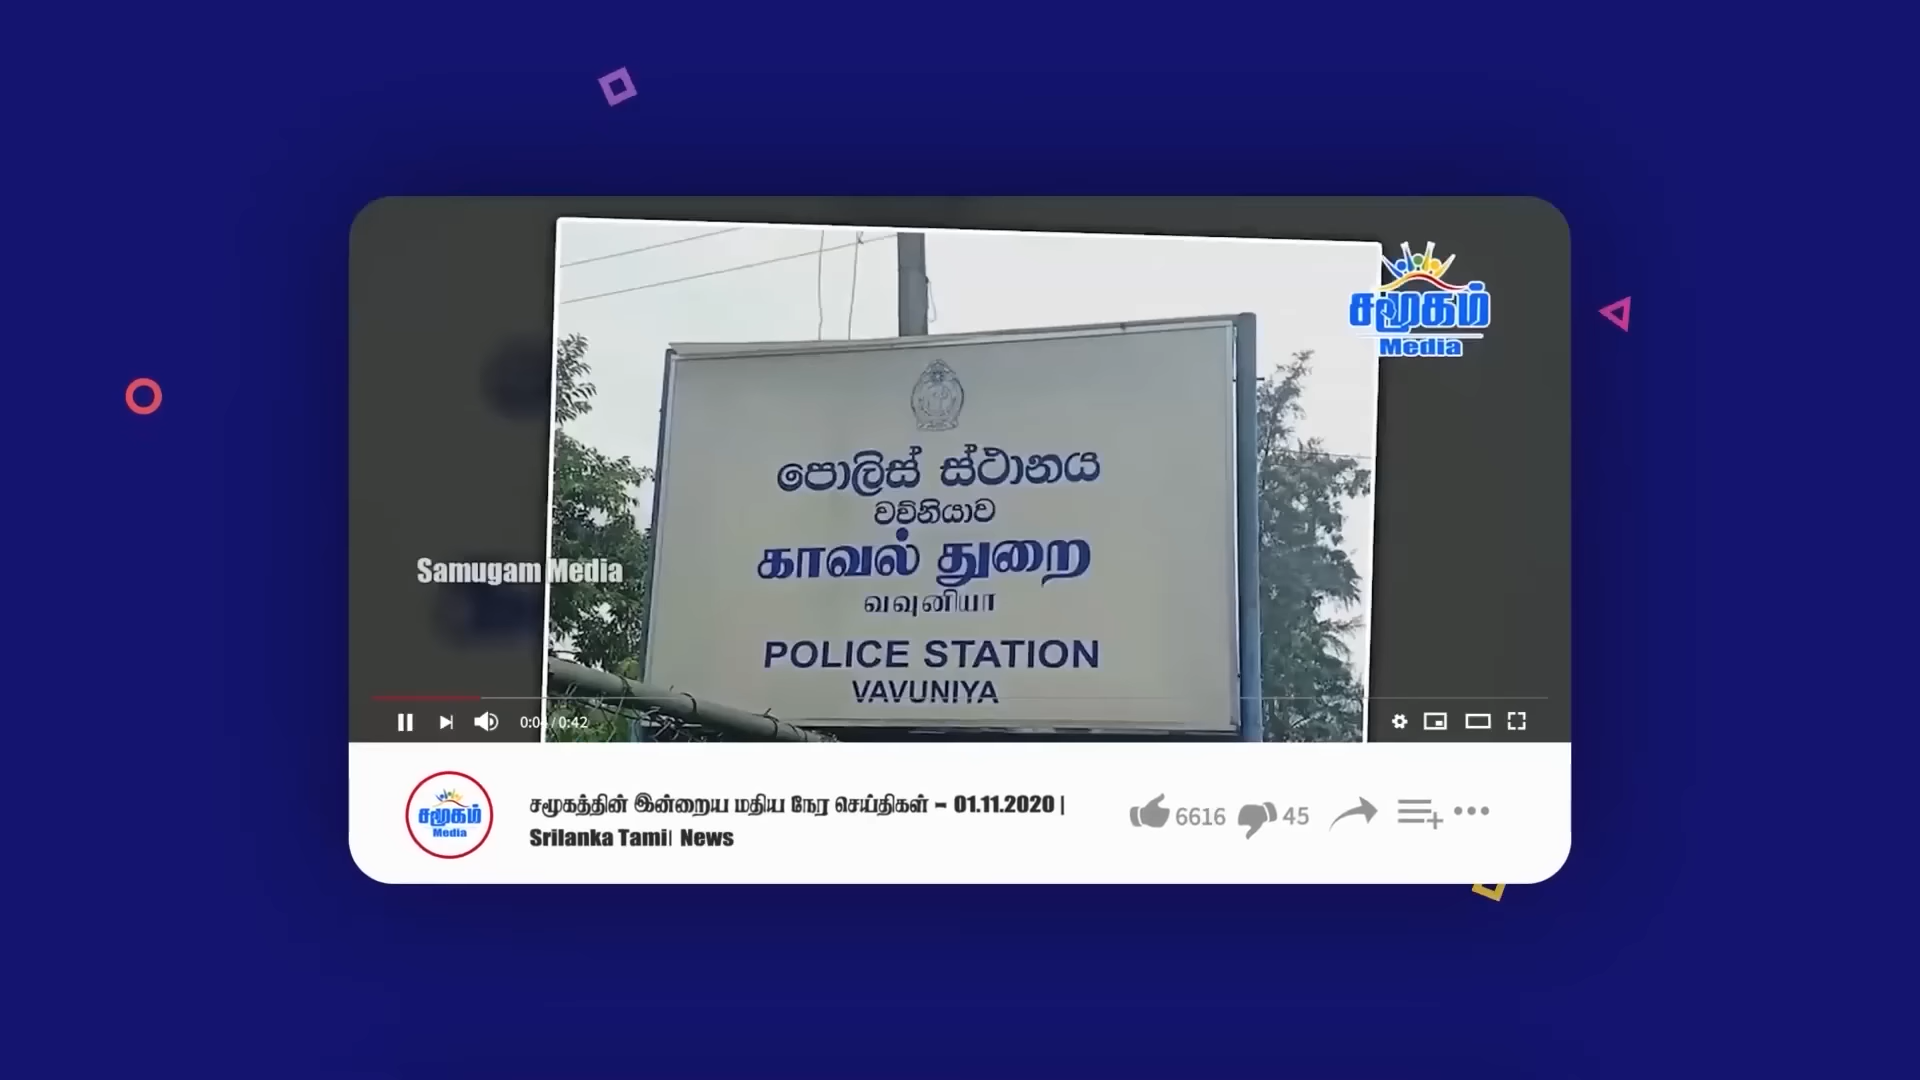 சமூகம்
Media
පොලිස් ස්ථානය
වව්නියාව
காவல் துறை
வவுனியா
POLICE STATION
VAVUNIYA
Samugam Media
0:04 / 0:42
சமூகம்
Media
சமூகத்தின் இன்றைய மதிய நேர செய்திகள் – 01.11.2020 |
Srilanka Tamil News
6616
45